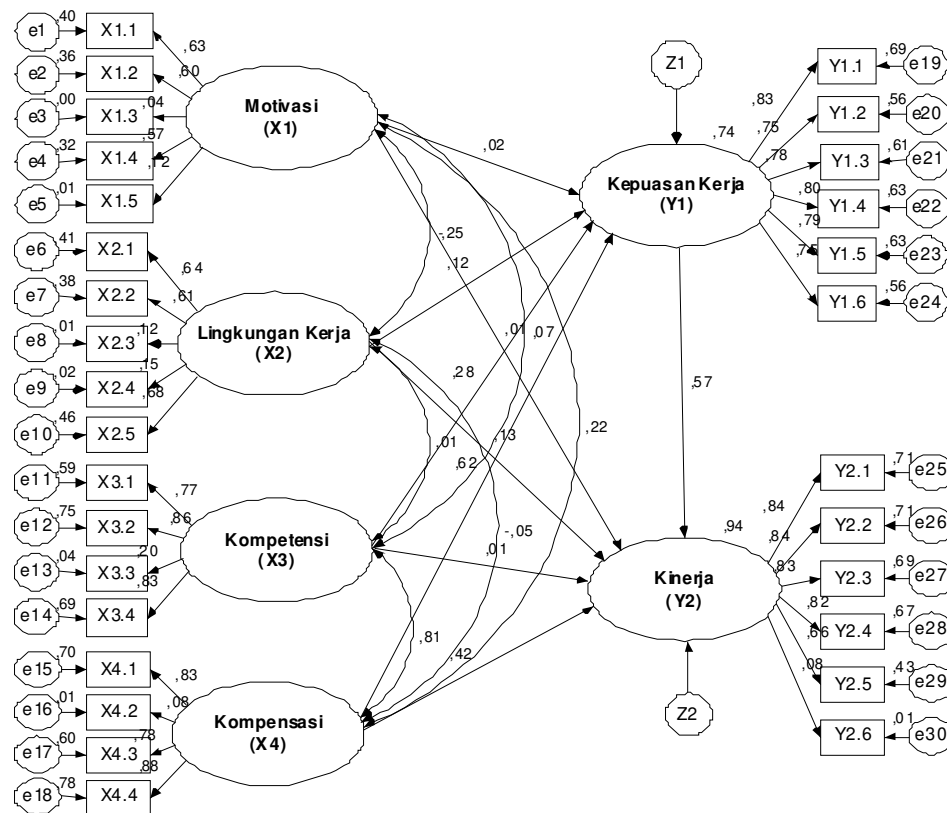 e1
,40
X1.1
,63
e2
,36
X1.2
,60
e3
,00
X1.3
,04
e4
,32
X1.4
,57
e5
,01
X1.5
,12
Motivasi
(X1)
e6
,41
X2.1
,64
e7
,38
X2.2
,61
e8
,01
X2.3
,12
e9
,02
X2.4
,15
e10
,46
X2.5
,68
Lingkungan Kerja
(X2)
e11
,59
X3.1
,77
e12
,75
X3.2
,86
e13
,04
X3.3
,20
e14
,69
X3.4
,83
Kompetensi
(X3)
e15
,70
X4.1
,83
e16
,01
X4.2
,08
e17
,60
X4.3
,78
e18
,78
X4.4
,88
Kompensasi
(X4)
,02
-,25
,12
,01
,07
,28
,22
,01
,13
,62
-,05
,01
,81
,42
,57
Z1
,74
Kepuasan Kerja
(Y1)
,83
Y1.1
,69
e19
,75
Y1.2
,56
e20
,78
Y1.3
,61
e21
,80
Y1.4
,63
e22
,79
Y1.5
,63
e23
,75
Y1.6
,56
e24
,94
Kinerja
(Y2)
Z2
,84
Y2.1
,71
e25
,84
Y2.2
,71
e26
,83
Y2.3
,69
e27
,82
Y2.4
,67
e28
,66
Y2.5
,43
e29
,08
Y2.6
,01
e30